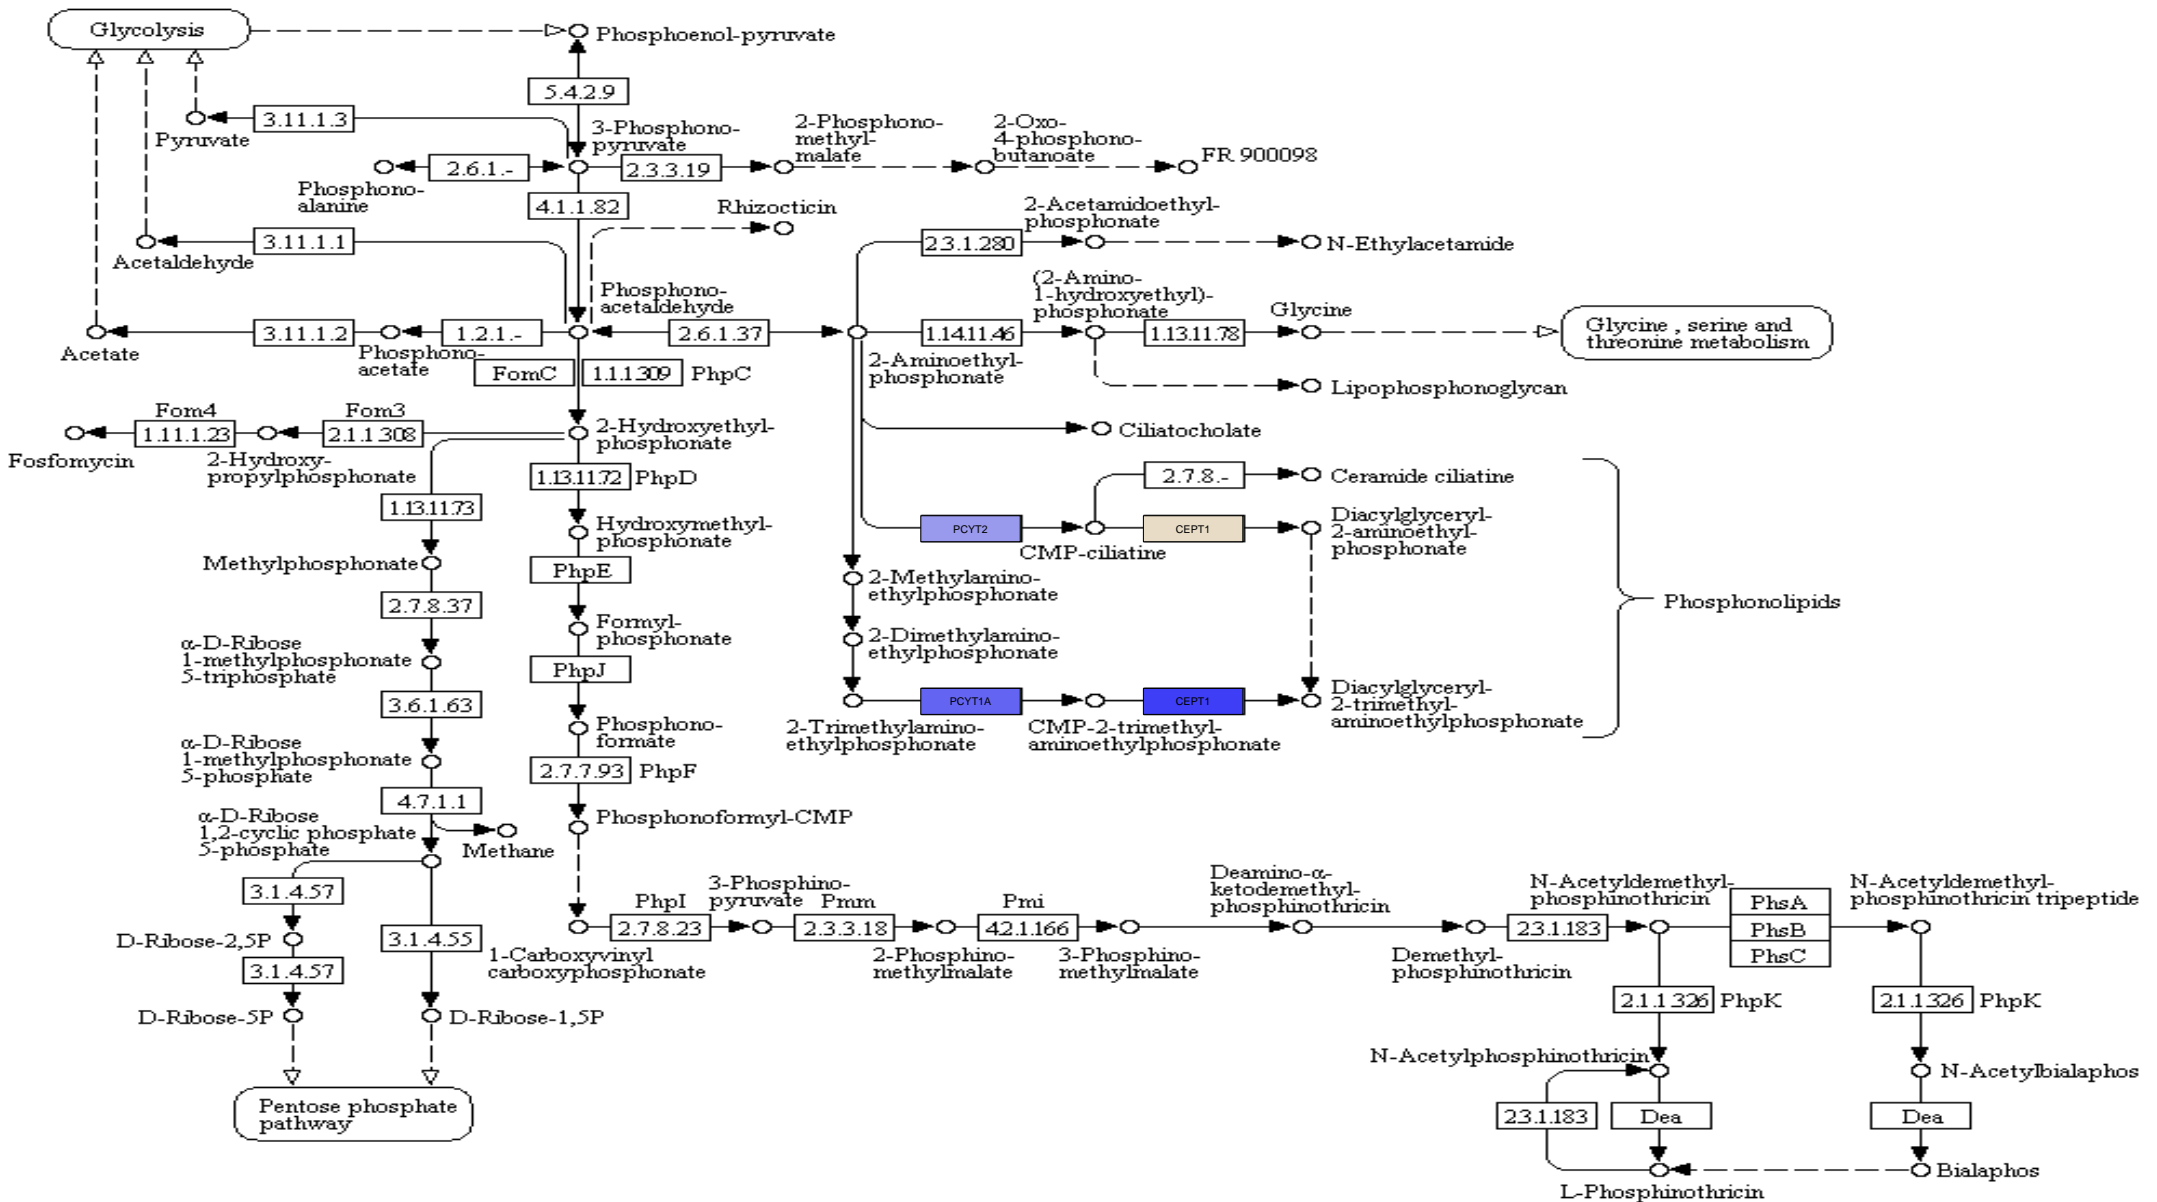 Glycolysis
Phosphoenol-pyruvate
5.4.2.9
3.11.1.3
Pyruvate
3-Phosphono-
pyruvate
2-Phosphono-
methyl-
malate
2-Oxo-
4-phosphono-
butanoate
FR 900098
2.6.1.-
2.3.3.19
Phosphono-
alanine
4.1.1.82
Rhizocticin
2-Acetamidoethyl-
phosphonate
3.11.1.1
Acetaldehyde
2.3.1.280
N-Ethylacetamide
Phosphono-
acetaldehyde
(2-Amino-
1-hydroxyethyl)-
phosphonate
Glycine
3.11.1.2
1.2.1.-
2.6.1.37
1.14.11.46
1.13.11.78
Glycine , serine and
threonine metabolism
Acetate
Phosphono-
acetate
FomC
1.1.1.309
PhpC
2-Aminoethyl-
phosphonate
Lipophosphonoglycan
Fom4
Fom3
1.11.1.23
2.1.1.308
2-Hydroxyethyl-
phosphonate
Ciliatocholate
Fosfomycin
2-Hydroxy-
propylphosphonate
1.13.11.72
PhpD
2.7.8.-
Ceramide ciliatine
1.13.11.73
Hydroxymethyl-
phosphonate
PCYT2
CEPT1
CMP-ciliatine
Diacylglyceryl-
2-aminoethyl-
phosphonate
Methylphosphonate
PhpE
2-Methylamino-
ethylphosphonate
2.7.8.37
Phosphonolipids
Formyl-
phosphonate
2-Dimethylamino-
ethylphosphonate
α-D-Ribose
1-methylphosphonate
5-triphosphate
PhpJ
3.6.1.63
PCYT1A
CEPT1
Diacylglyceryl-
2-trimethyl-
aminoethylphosphonate
Phosphono-
formate
2-Trimethylamino-
ethylphosphonate
CMP-2-trimethyl-
aminoethylphosphonate
α-D-Ribose
1-methylphosphonate
5-phosphate
2.7.7.93
PhpF
4.7.1.1
α-D-Ribose
1,2-cyclic phosphate
5-phosphate
Phosphonoformyl-CMP
Methane
3.1.4.57
PhpI
3-Phosphino-
pyruvate
Pmm
Pmi
Deamino-α-
ketodemethyl-
phosphinothricin
N-Acetyldemethyl-
phosphinothricin
PhsA
PhsB
PhsC
N-Acetyldemethyl-
phosphinothricin tripeptide
2.7.8.23
2.3.3.18
4.2.1.166
2.3.1.183
D-Ribose-2,5P
3.1.4.55
1-Carboxyvinyl
carboxyphosphonate
2-Phosphino-
methylmalate
3-Phosphino-
methylmalate
Demethyl-
phosphinothricin
3.1.4.57
2.1.1.326
PhpK
2.1.1.326
PhpK
D-Ribose-5P
D-Ribose-1,5P
N-Acetylphosphinothricin
N-Acetylbialaphos
Pentose phosphate
pathway
2.3.1.183
Dea
Dea
Bialaphos
L-Phosphinothricin